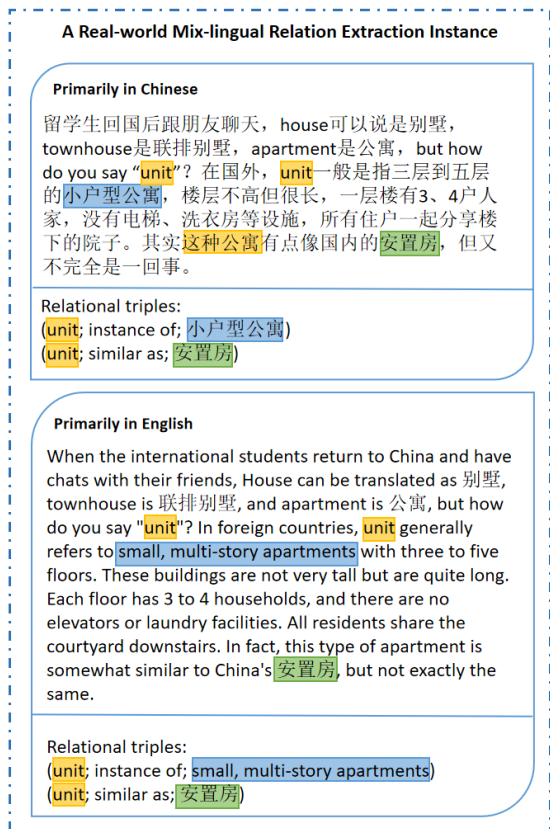 A Real-world Mix-lingual Relation Extraction Instance
Primarily in Chinese
留学生回国后跟朋友聊天，house可以说是别墅，
townhouse是联排别墅，apartment是公寓，but how
do you say “unit”？在国外，unit一般是指三层到五层
的小户型公寓，楼层不高但很长，一层楼有3、4户人
家，没有电梯、洗衣房等设施，所有住户一起分享楼
下的院子。其实这种公寓有点像国内的安置房，但又
不完全是一回事。
Relational triples:
(unit; instance of; 小户型公寓)
(unit; similar as; 安置房)
Primarily in English
When the international students return to China and have
chats with their friends, House can be translated as 别墅,
townhouse is 联排别墅, and apartment is 公寓, but how
do you say "unit"? In foreign countries, unit generally
refers to small, multi-story apartments with three to five
floors. These buildings are not very tall but are quite long.
Each floor has 3 to 4 households, and there are no
elevators or laundry facilities. All residents share the
courtyard downstairs. In fact, this type of apartment is
somewhat similar to China's 安置房, but not exactly the
same.
Relational triples:
(unit; instance of; small, multi-story apartments)
(unit; similar as; 安置房)